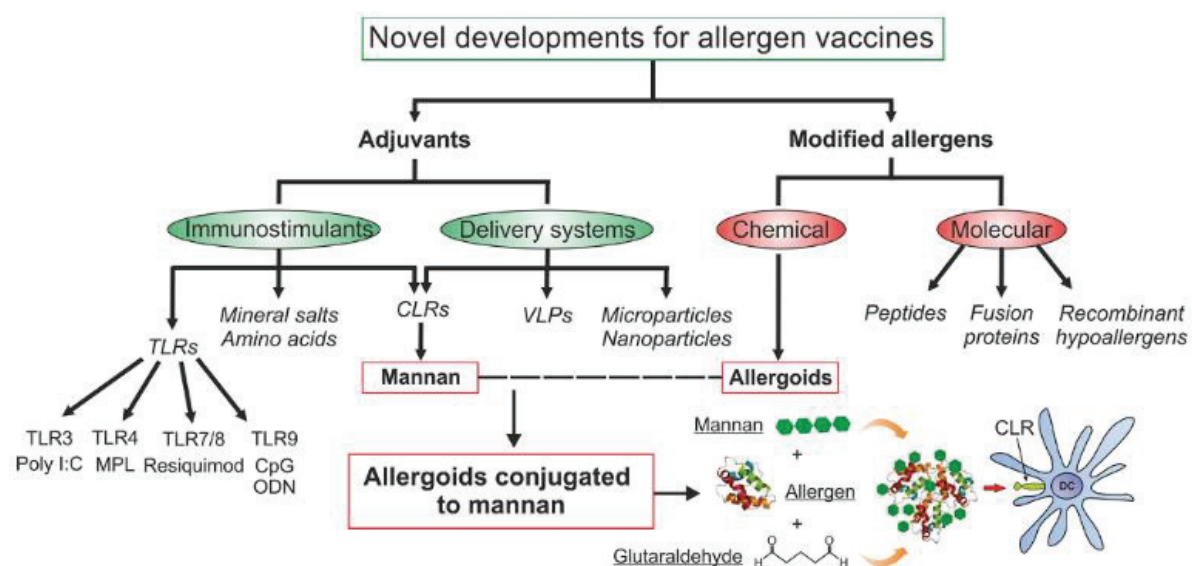 Novel developments for allergen vaccines
Adjuvants
Modified allergens
Immunostimulants
Delivery systems
Chemical
Molecular
Mineral salts
Amino acids
CLRs
VLPs
Microparticles
Nanoparticles
Peptides
Fusion
proteins
Recombinant
hypoallergens
TLRs
Mannan
Allergoids
TLR3
Poly I:C
TLR4
MPL
TLR7/8
Resiquimod
TLR9
CpG
ODN
Allergoids conjugated
to mannan
Mannan
+
Allergen
+
Glutaraldehyde
H
O
O
H
CLR
DC